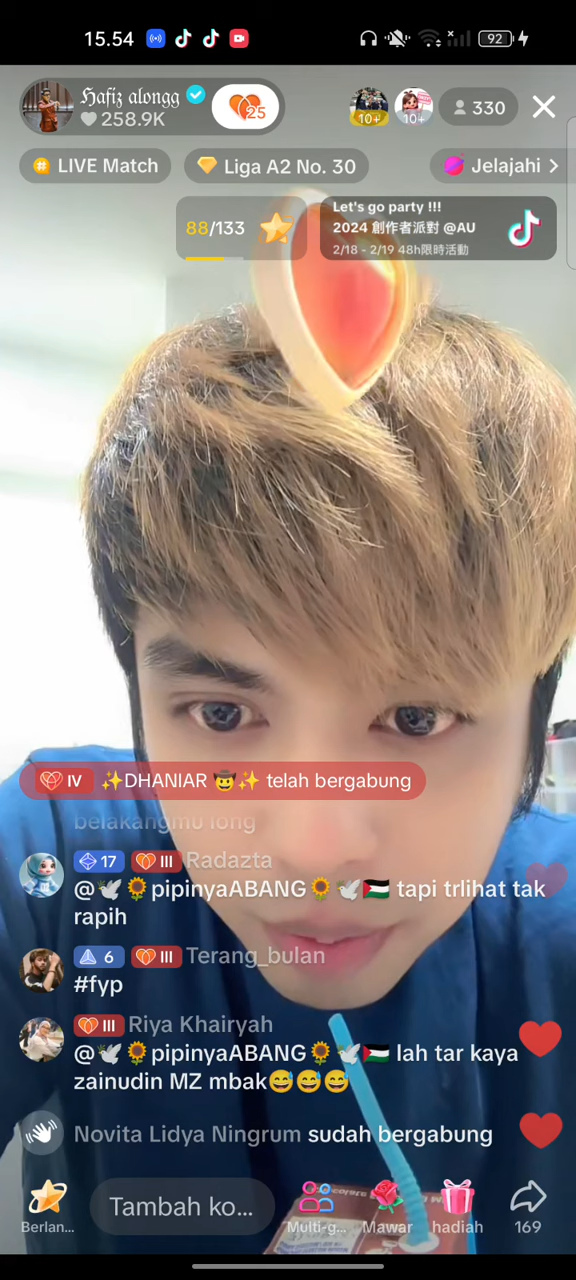 15.54
92
ℌafiz alongg
258.9K
25
10+
10+
330
LIVE Match
Liga A2 No. 30
Jelajahi >
88/133
Let's go party !!!
2024 創作者派對 @AU
2/18 - 2/19 48h限時活動
IV ✨DHANIAR 🤠✨ telah bergabung
belakangmu long
17 III Radazta
@🕊🌻pipinyaABANG🌻🕊🇵🇸 tapi trlihat tak
rapih
6 III Terang_bulan
#fyp
III Riya Khairyah
@🕊🌻pipinyaABANG🌻🕊🇵🇸 lah tar kaya
zainudin MZ mbak😅😅😅
Novita Lidya Ningrum sudah bergabung
Tambah ko...
Berlan...
Multi-g...
Mawar
hadiah
169